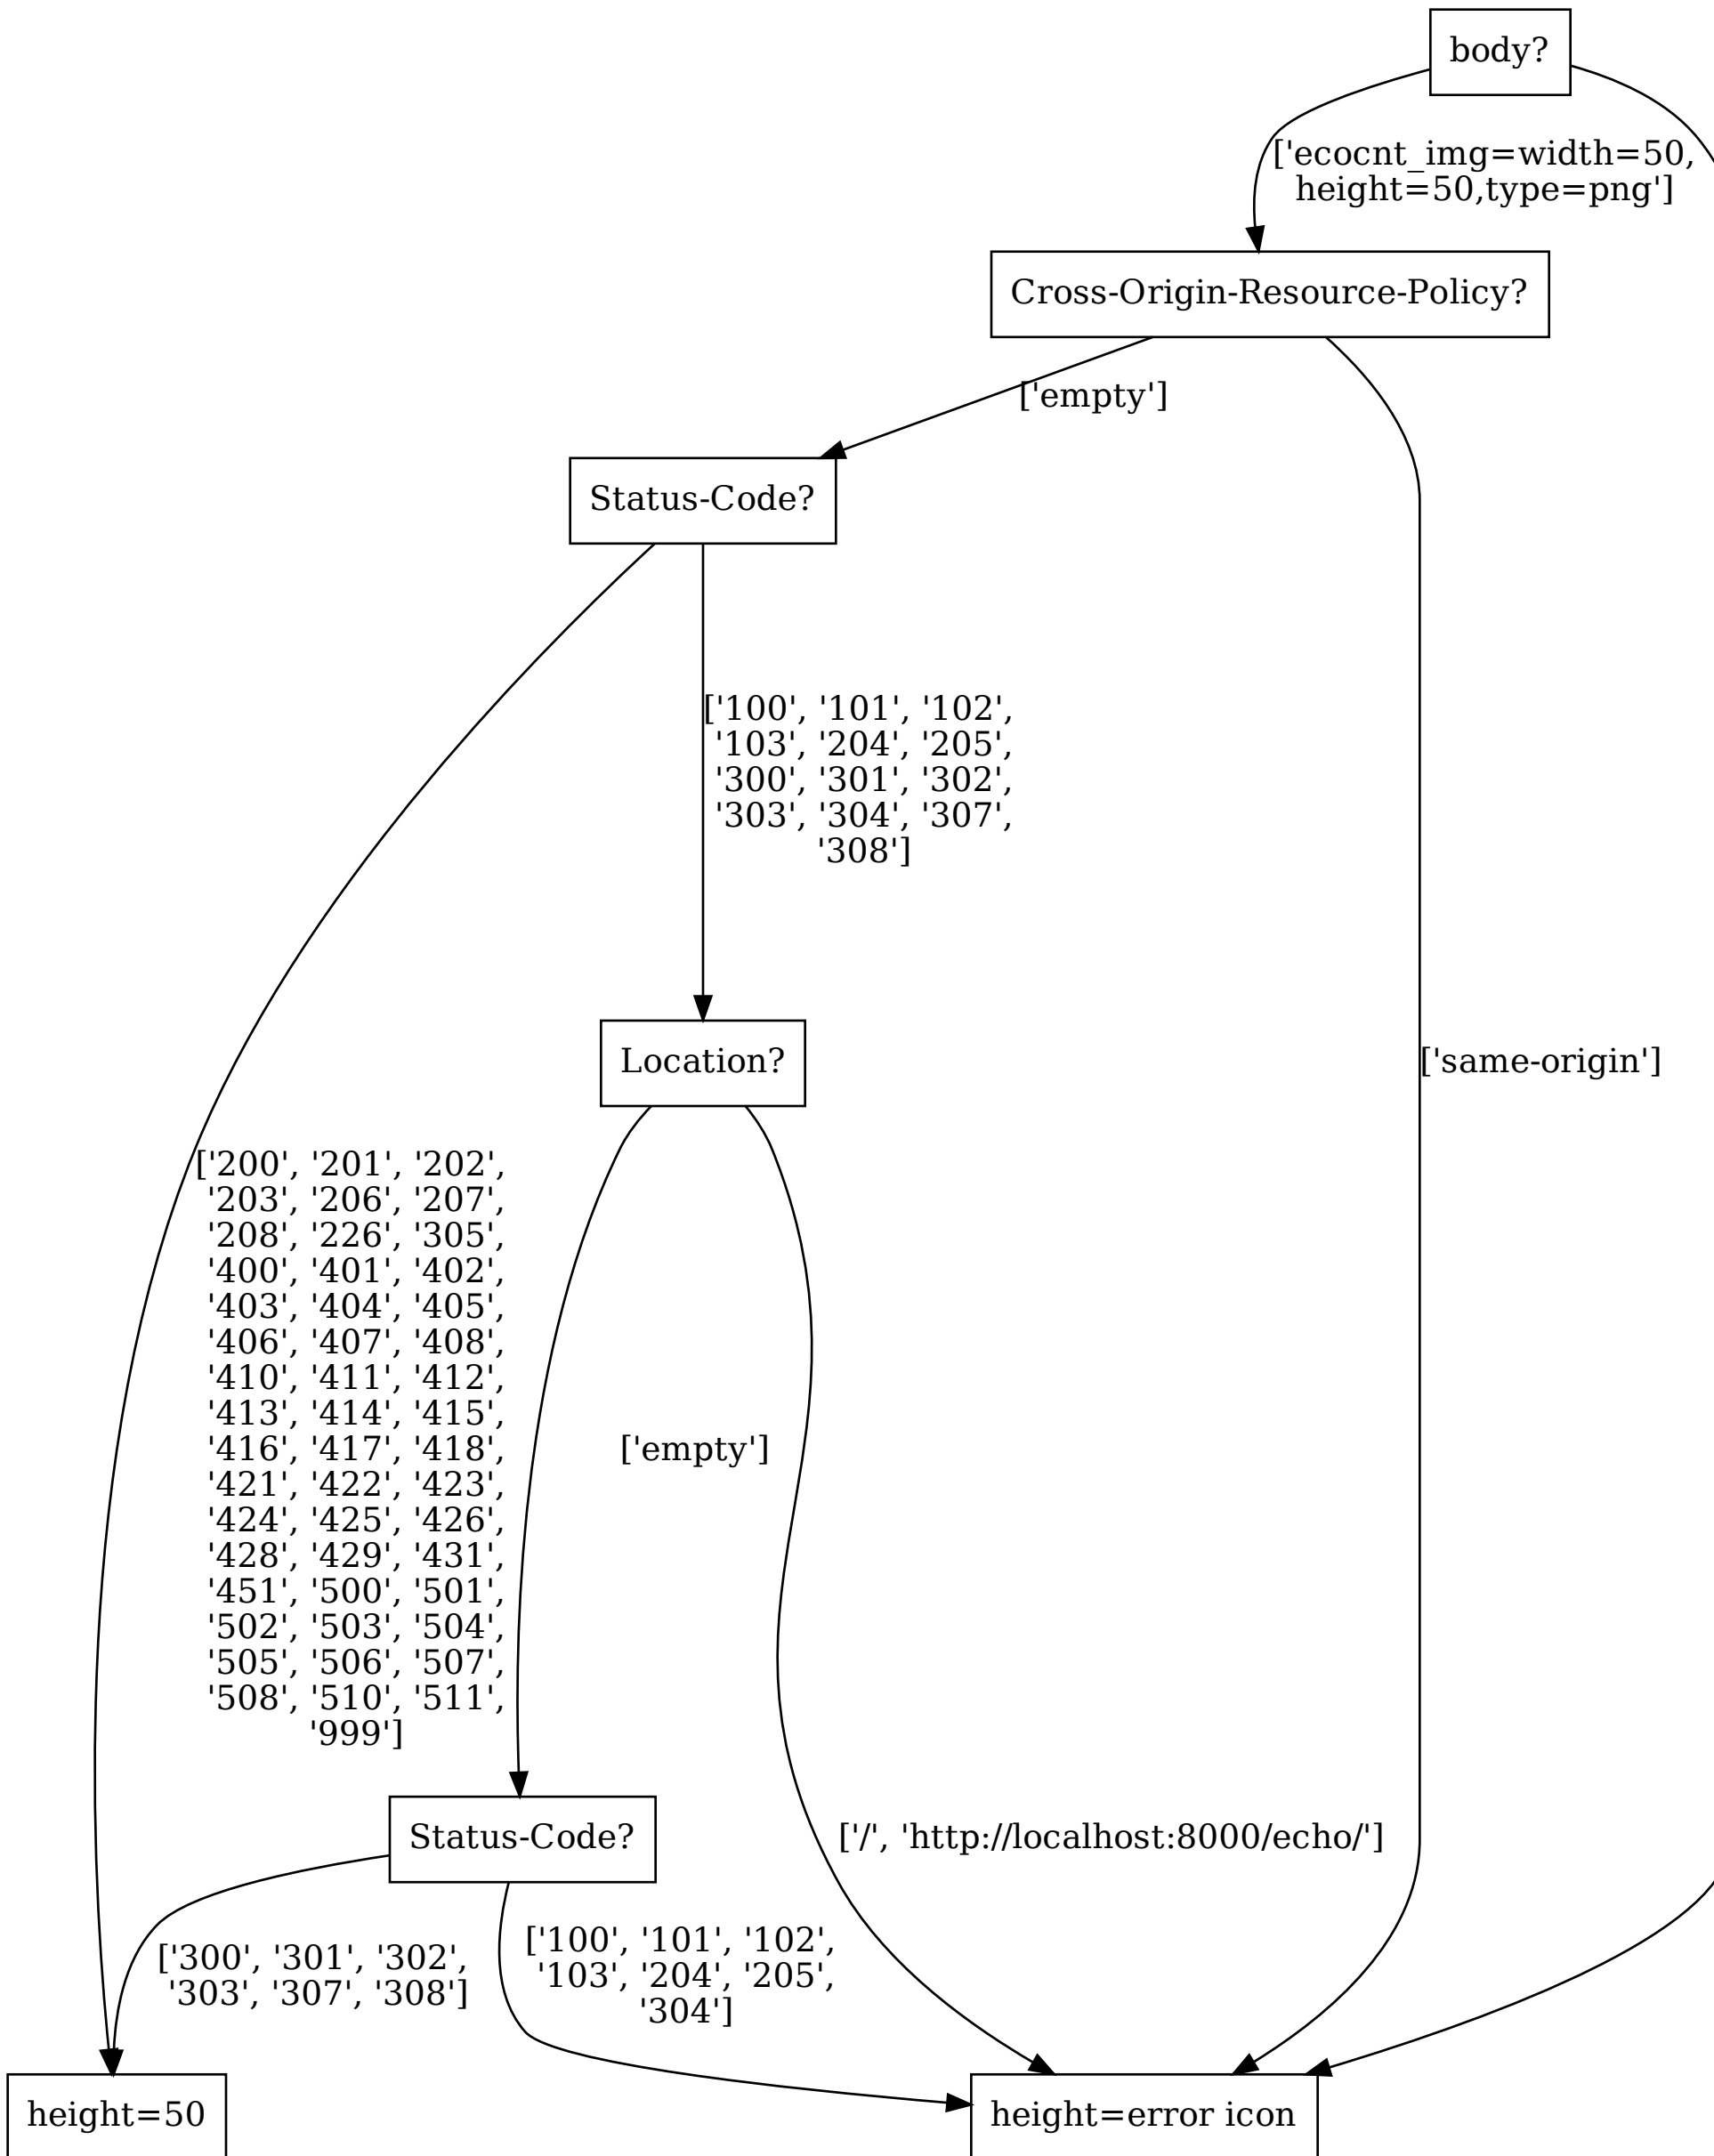 body?
['ecocnt_img=width=50,
height=50,type=png']
Cross-Origin-Resource-Policy?
['empty']
Status-Code?
['100', '101', '102',
'103', '204', '205',
'300', '301', '302',
'303', '304', '307',
'308']
Location?
['same-origin']
['200', '201', '202',
'203', '206', '207',
'208', '226', '305',
'400', '401', '402',
'403', '404', '405',
'406', '407', '408',
'410', '411', '412',
'413', '414', '415',
'416', '417', '418',
'421', '422', '423',
'424', '425', '426',
'428', '429', '431',
'451', '500', '501',
'502', '503', '504',
'505', '506', '507',
'508', '510', '511',
'999']
['empty']
Status-Code?
['/', 'http://localhost:8000/echo/']
['300', '301', '302',
'303', '307', '308']
['100', '101', '102',
'103', '204', '205',
'304']
height=50
height=error icon